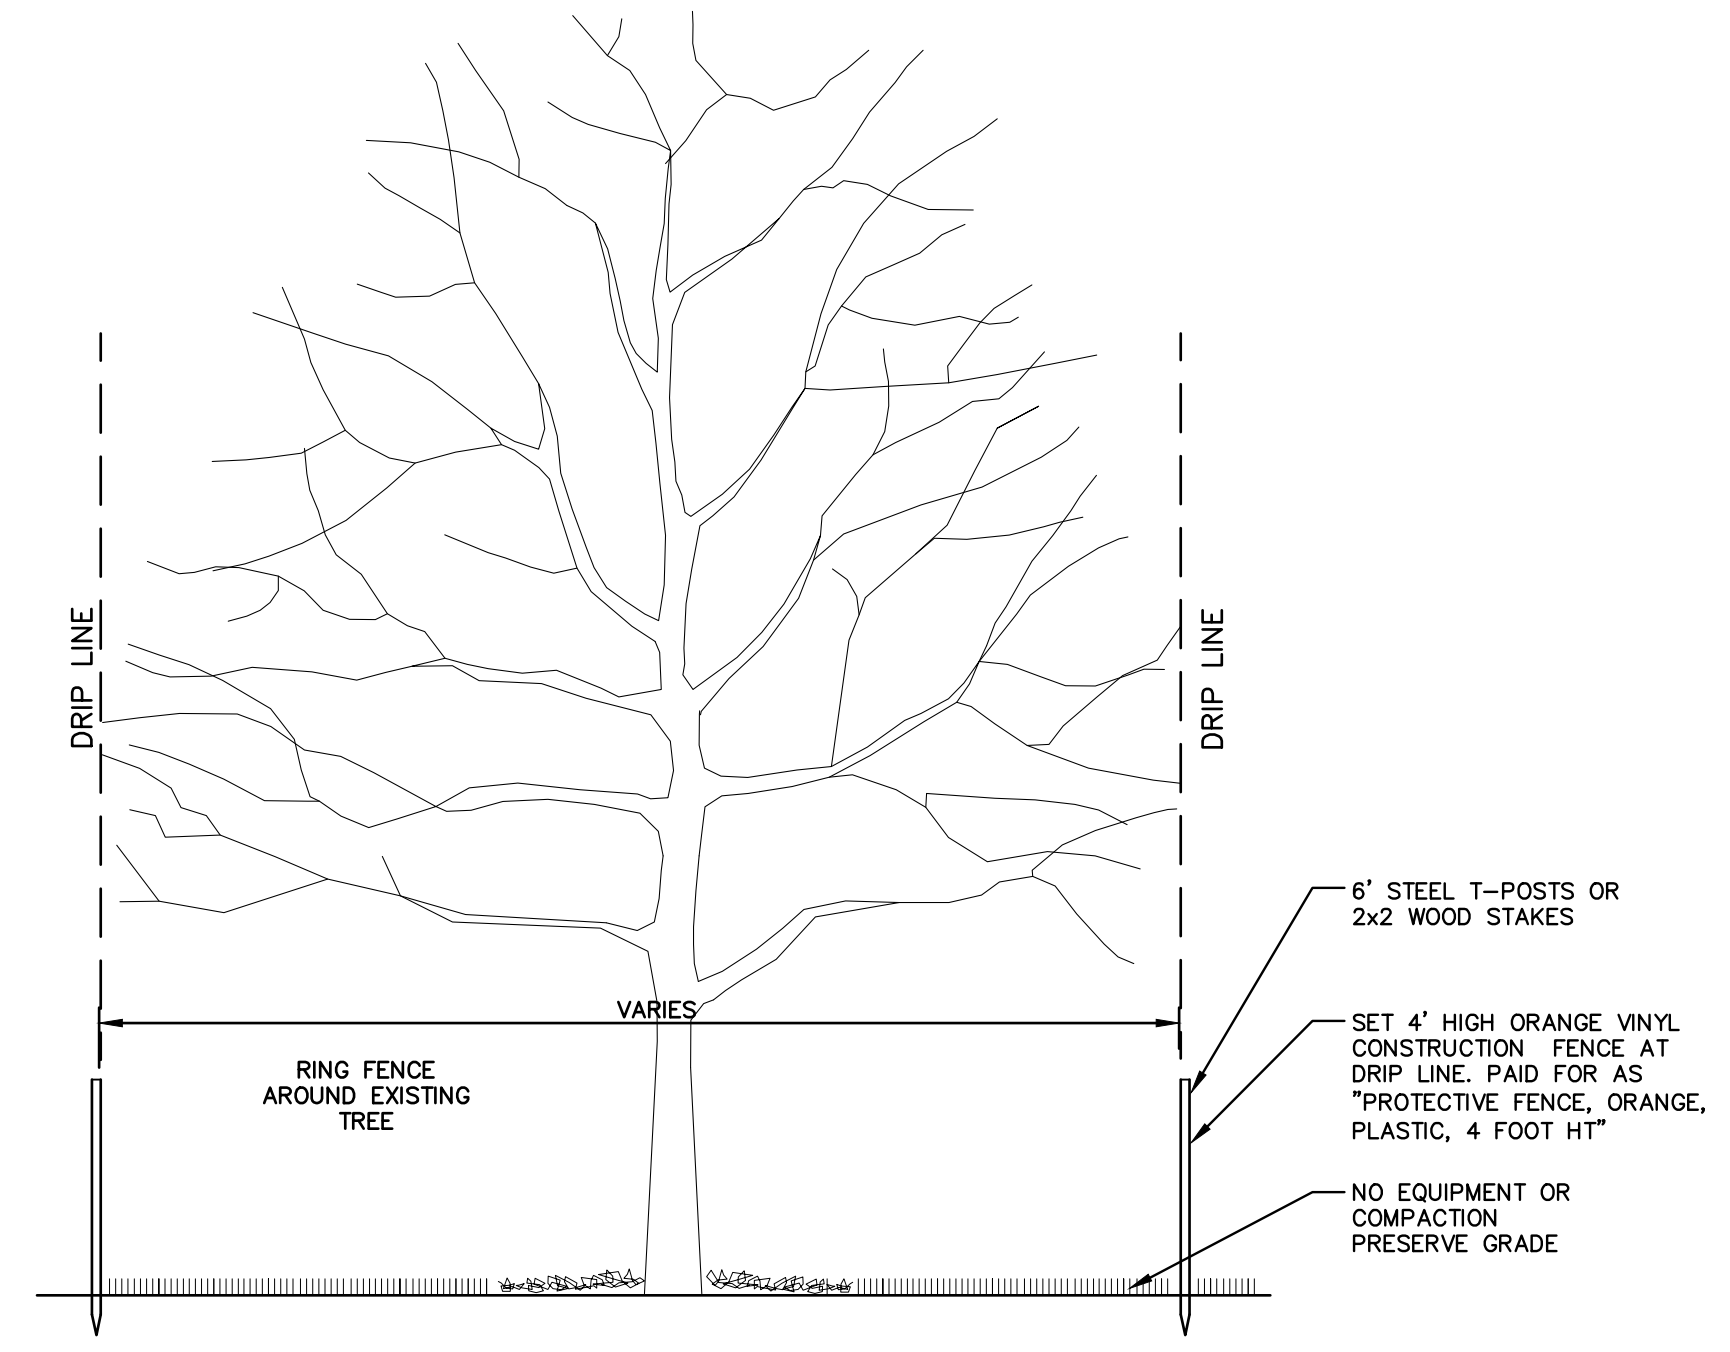 DRIP LINE
DRIP LINE
6' STEEL T-POSTS OR
2x2 WOOD STAKES
VARIES
SET 4' HIGH ORANGE VINYL
CONSTRUCTION FENCE AT
DRIP LINE. PAID FOR AS
"PROTECTIVE FENCE, ORANGE,
PLASTIC, 4 FOOT HT"
RING FENCE
AROUND EXISTING
TREE
NO EQUIPMENT OR
COMPACTION
PRESERVE GRADE